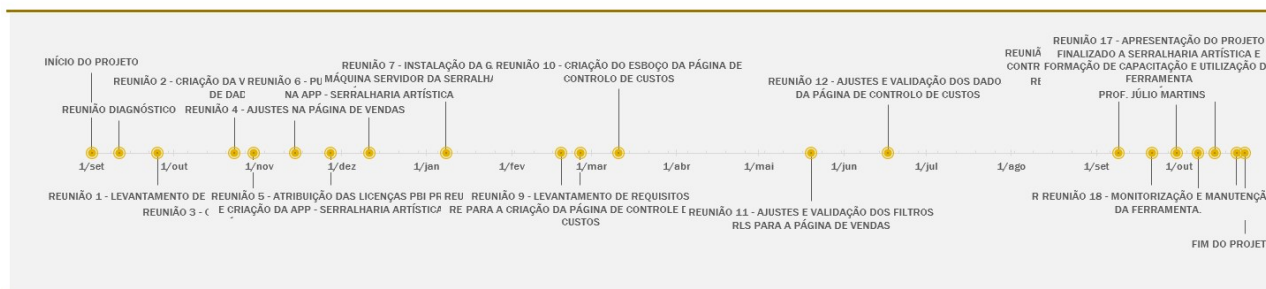 INÍCIO DO PROJETO
REUNIÃO DIAGNÓSTICO
REUNIÃO 2 - CRIAÇÃO DA V
DE DAD
REUNIÃO 4 - AJUSTES NA PÁGINA DE VENDAS
REUNIÃO 6 - PU
NA APP - SERRALHARIA ARTÍSTICA
REUNIÃO 7 - INSTALAÇÃO DA G
MÁQUINA SERVIDOR DA SERRALHA
REUNIÃO 10 - CRIAÇÃO DO ESBOÇO DA PÁGINA DE
CONTROLO DE CUSTOS
REUNIÃO 12 - AJUSTES E VALIDAÇÃO DOS DADO
DA PÁGINA DE CONTROLO DE CUSTOS
REUNIÃ
CONTR
RE
REUNIÃO 17 - APRESENTAÇÃO DO PROJETO
FINALIZADO A SERRALHARIA ARTÍSTICA E
FORMAÇÃO DE CAPACITAÇÃO E UTILIZAÇÃO D
FERRAMENTA
PROF. JÚLIO MARTINS
1/set 1/out 1/nov 1/dez 1/jan 1/fev 1/mar 1/abr 1/mai 1/jun 1/jul 1/ago 1/set 1/out
REUNIÃO 1 - LEVANTAMENTO DE
REUNIÃO 3 - C
REUNIÃO 5 - ATRIBUIÇÃO DAS LICENÇAS PBI PR
E CRIAÇÃO DA APP - SERRALHARIA ARTÍSTICA
REU
RE
REUNIÃO 9 - LEVANTAMENTO DE REQUISITOS
PARA A CRIAÇÃO DA PÁGINA DE CONTROLE D
CUSTOS
REUNIÃO 11 - AJUSTES E VALIDAÇÃO DOS FILTROS
RLS PARA A PÁGINA DE VENDAS
R
REUNIÃO 18 - MONITORIZAÇÃO E MANUTENÇÃ
DA FERRAMENTA.
FIM DO PROJET